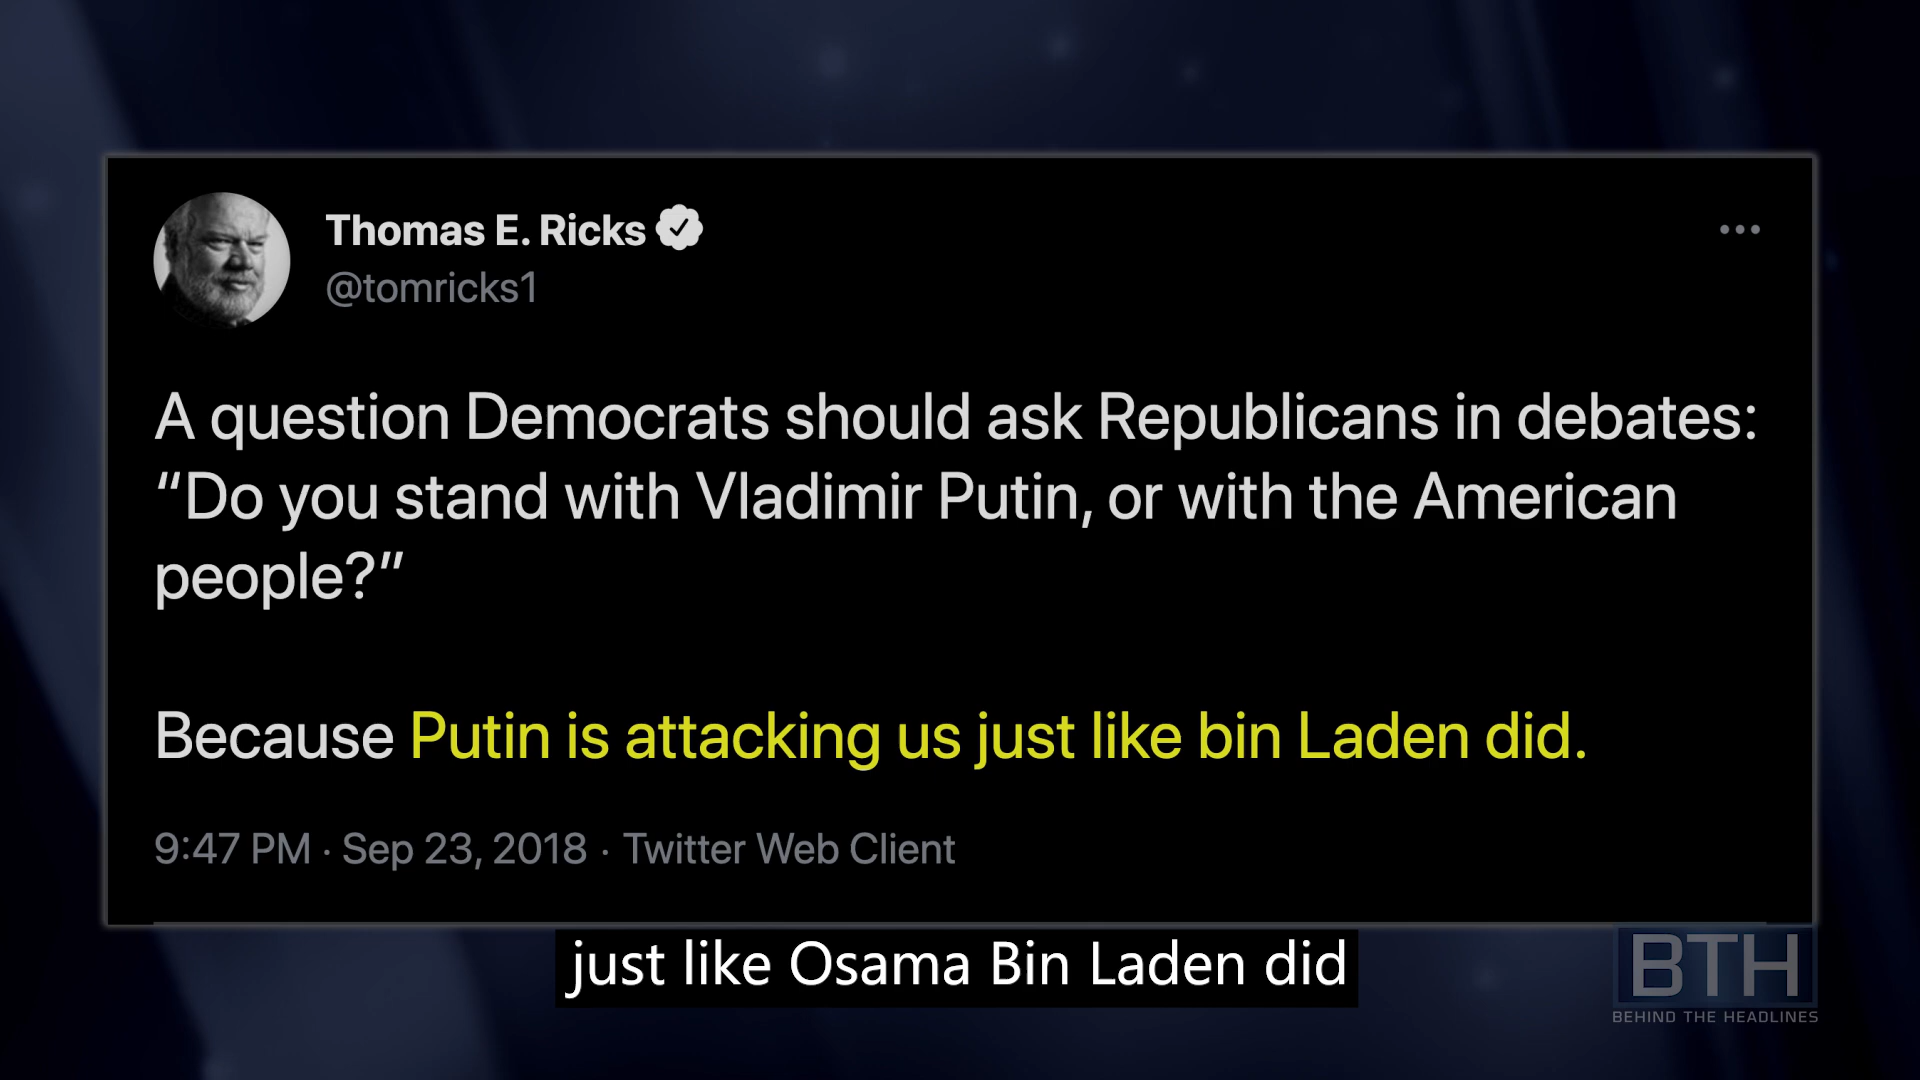 Thomas E. Ricks
@tomricks1
A question Democrats should ask Republicans in debates:
“Do you stand with Vladimir Putin, or with the American
people?”
Because Putin is attacking us just like bin Laden did.
9:47 PM · Sep 23, 2018 · Twitter Web Client
just like Osama Bin Laden did
BTH
BEHIND THE HEADLINES